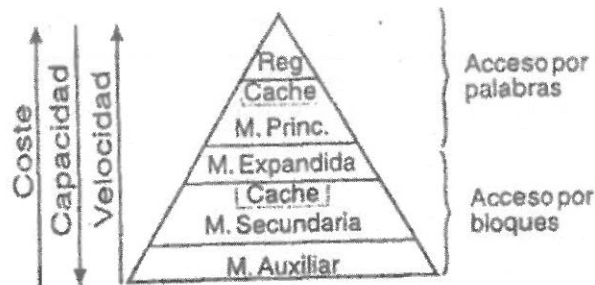 Coste
Capacidad
Velocidad
Reg
Cache
M. Princ.
M. Expandida
Cache
M. Secundaria
M. Auxiliar
Acceso por
palabras
Acceso por
bloques